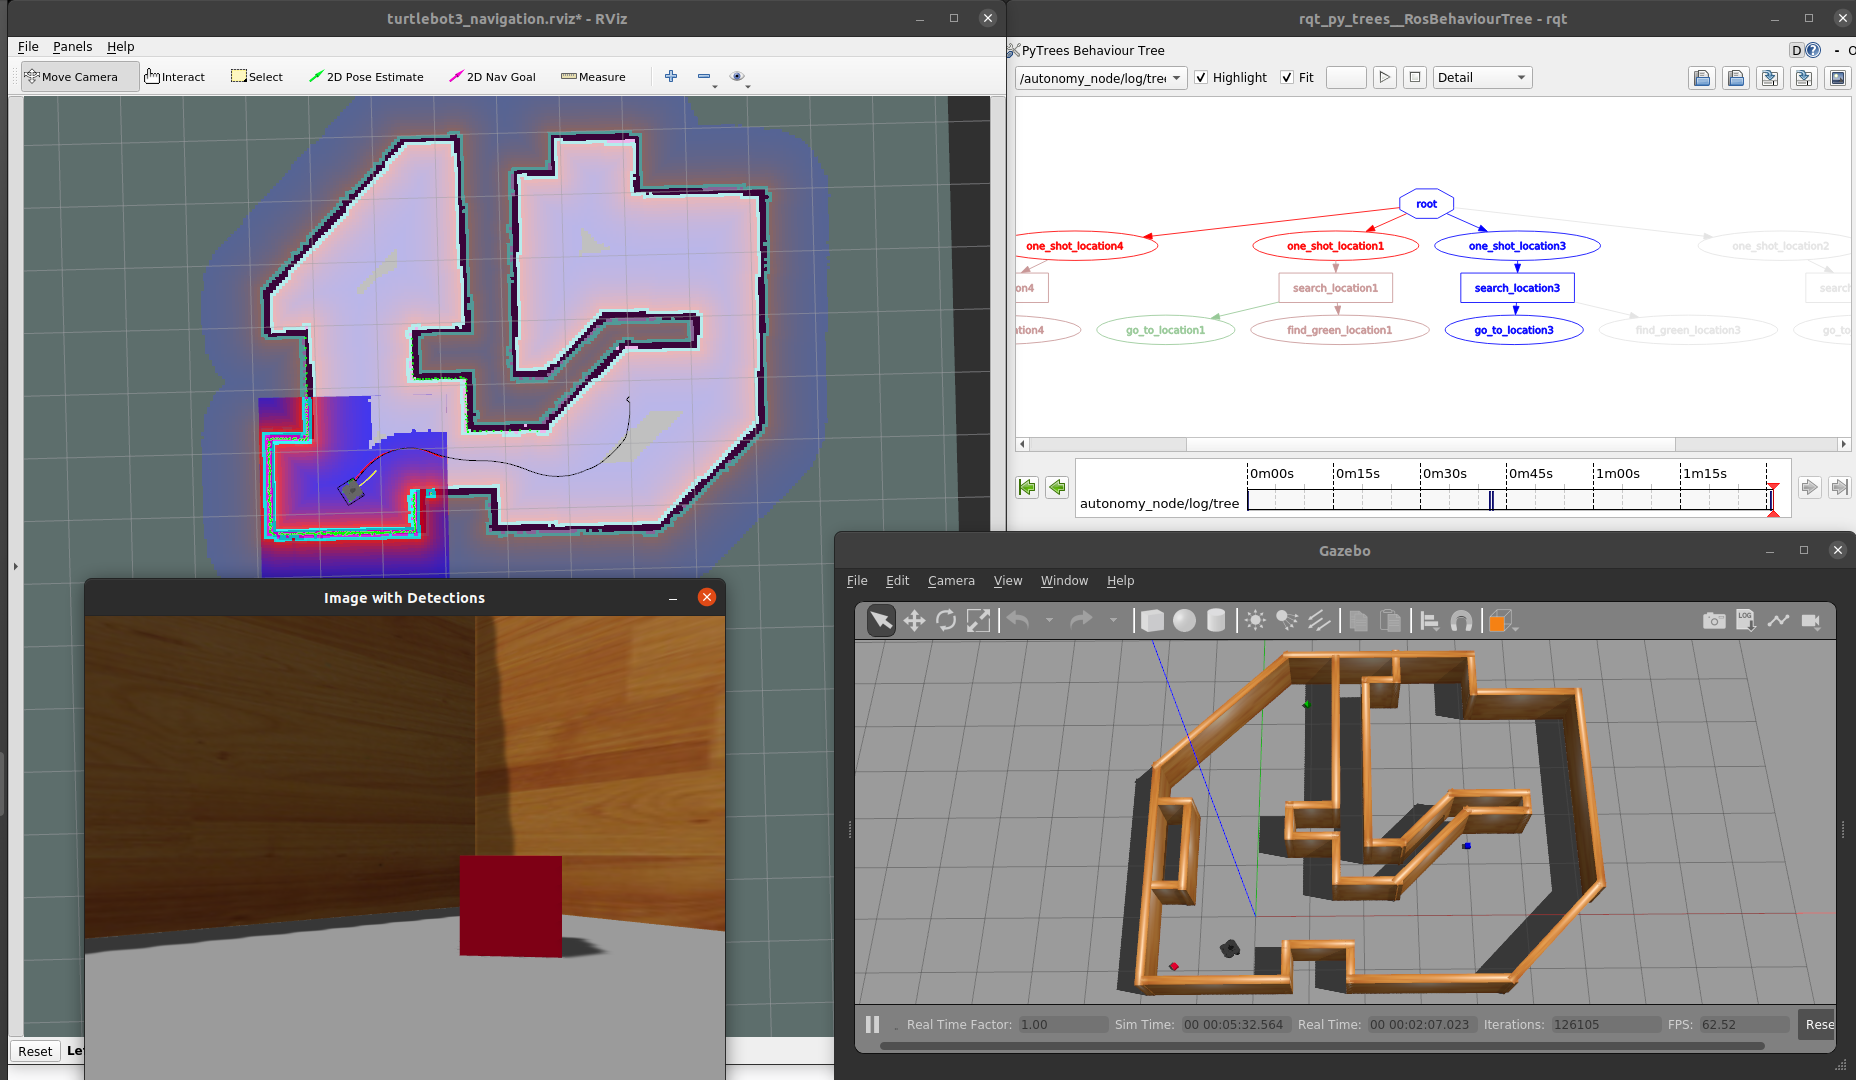 turtlebot3_navigation.rviz* - RViz
File Panels Help
Move Camera Interact Select 2D Pose Estimate 2D Nav Goal Measure
Reset
rqt_py_trees__RosBehaviourTree - rqt
PyTrees Behaviour Tree D - O
/autonomy_node/log/tre Highlight Fit Detail
root
one_shot_location4 one_shot_location1 one_shot_location3 one_shot_location2
n4 search_location1 search_location3 search
ation4 go_to_location1 find_green_location1 go_to_location3 find_green_location3 go_to
0m00s 0m15s 0m30s 0m45s 1m00s 1m15s
autonomy_node/log/tree
Image with Detections
Gazebo
File Edit Camera View Window Help
LOG
Real Time Factor: 1.00 Sim Time: 00 00:05:32.564 Real Time: 00 00:02:07.023 Iterations: 126105 FPS: 62.52 Rese